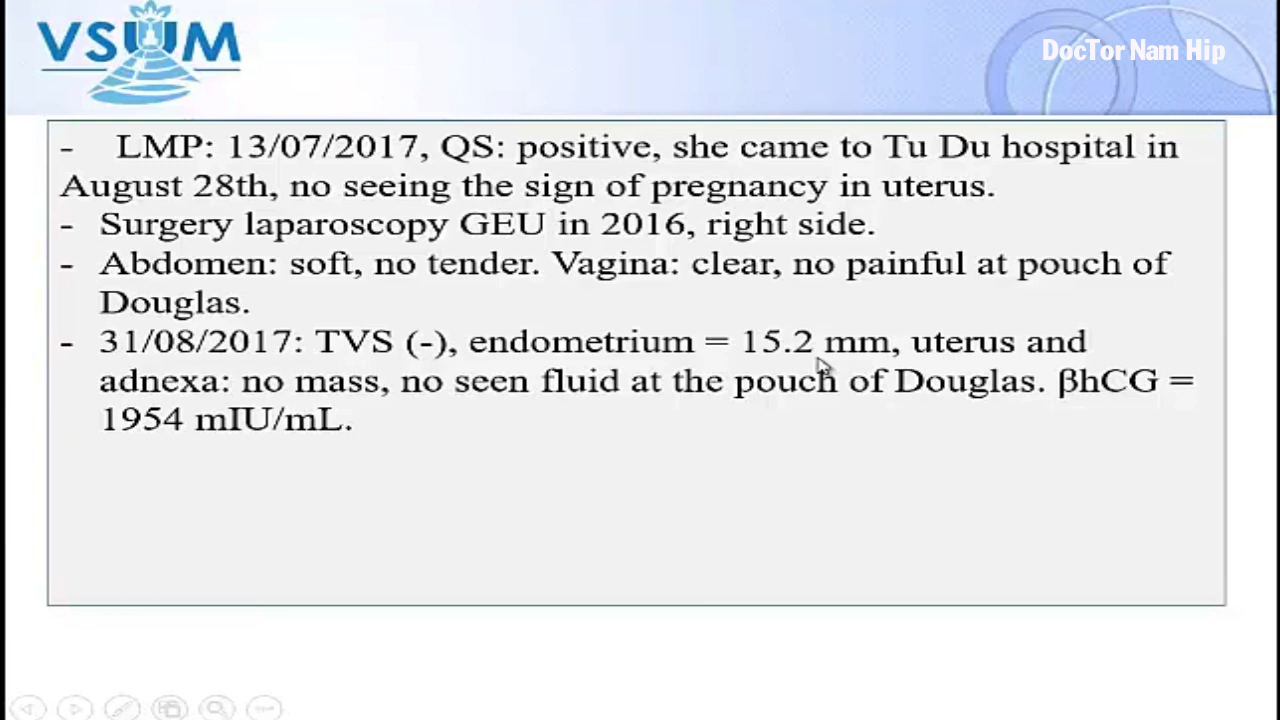 VSUM
DocTor Nam Hip
- LMP: 13/07/2017, QS: positive, she came to Tu Du hospital in
August 28th, no seeing the sign of pregnancy in uterus.
- Surgery laparoscopy GEU in 2016, right side.
- Abdomen: soft, no tender. Vagina: clear, no painful at pouch of
Douglas.
- 31/08/2017: TVS (-), endometrium = 15.2 mm, uterus and
adnexa: no mass, no seen fluid at the pouch of Douglas. βhCG =
1954 mIU/mL.